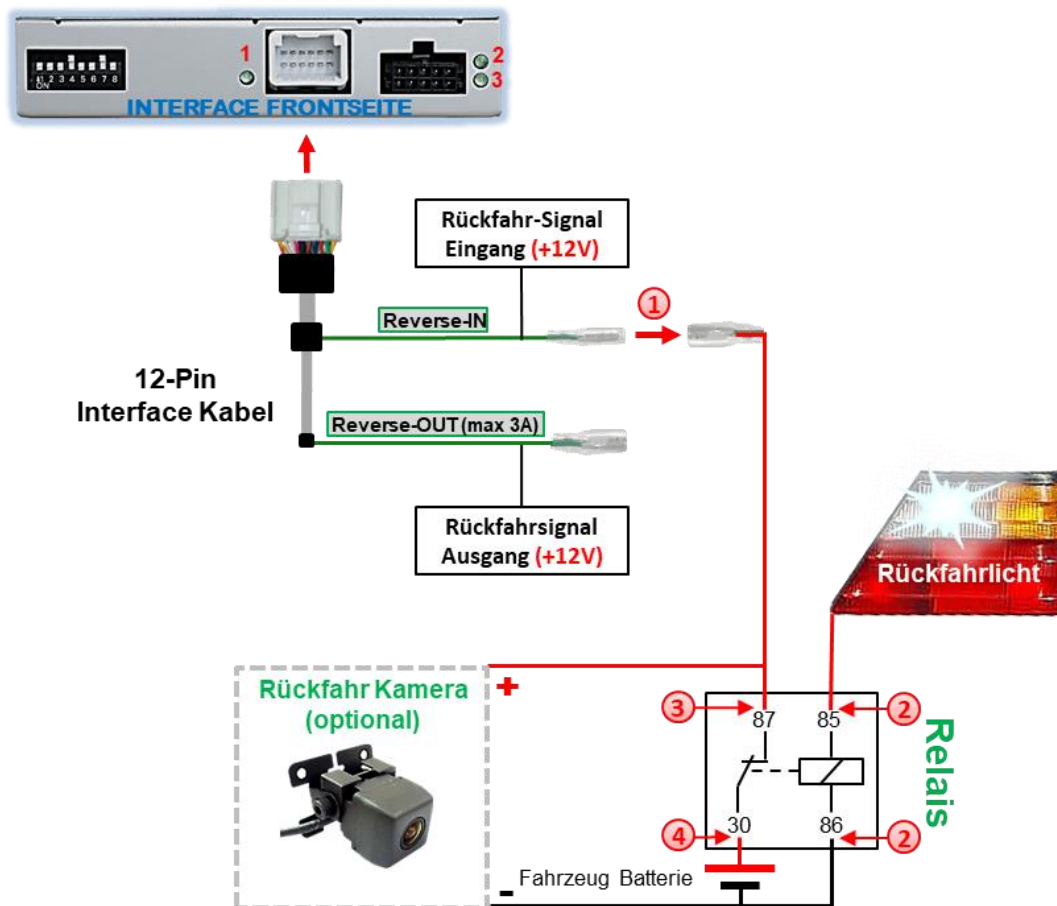 1
2
3
1 2 3 4 5 6 7 8
ON
INTERFACE FRONTSEITE
Rückfahr-Signal
Eingang (+12V)
Reverse-IN
1
12-Pin
Interface Kabel
Reverse-OUT (max 3A)
Rückfahrsignal
Ausgang (+12V)
Rückfahrlicht
Rückfahr Kamera
(optional)
+
3
87
85
2
Relais
4
30
86
2
- Fahrzeug Batterie